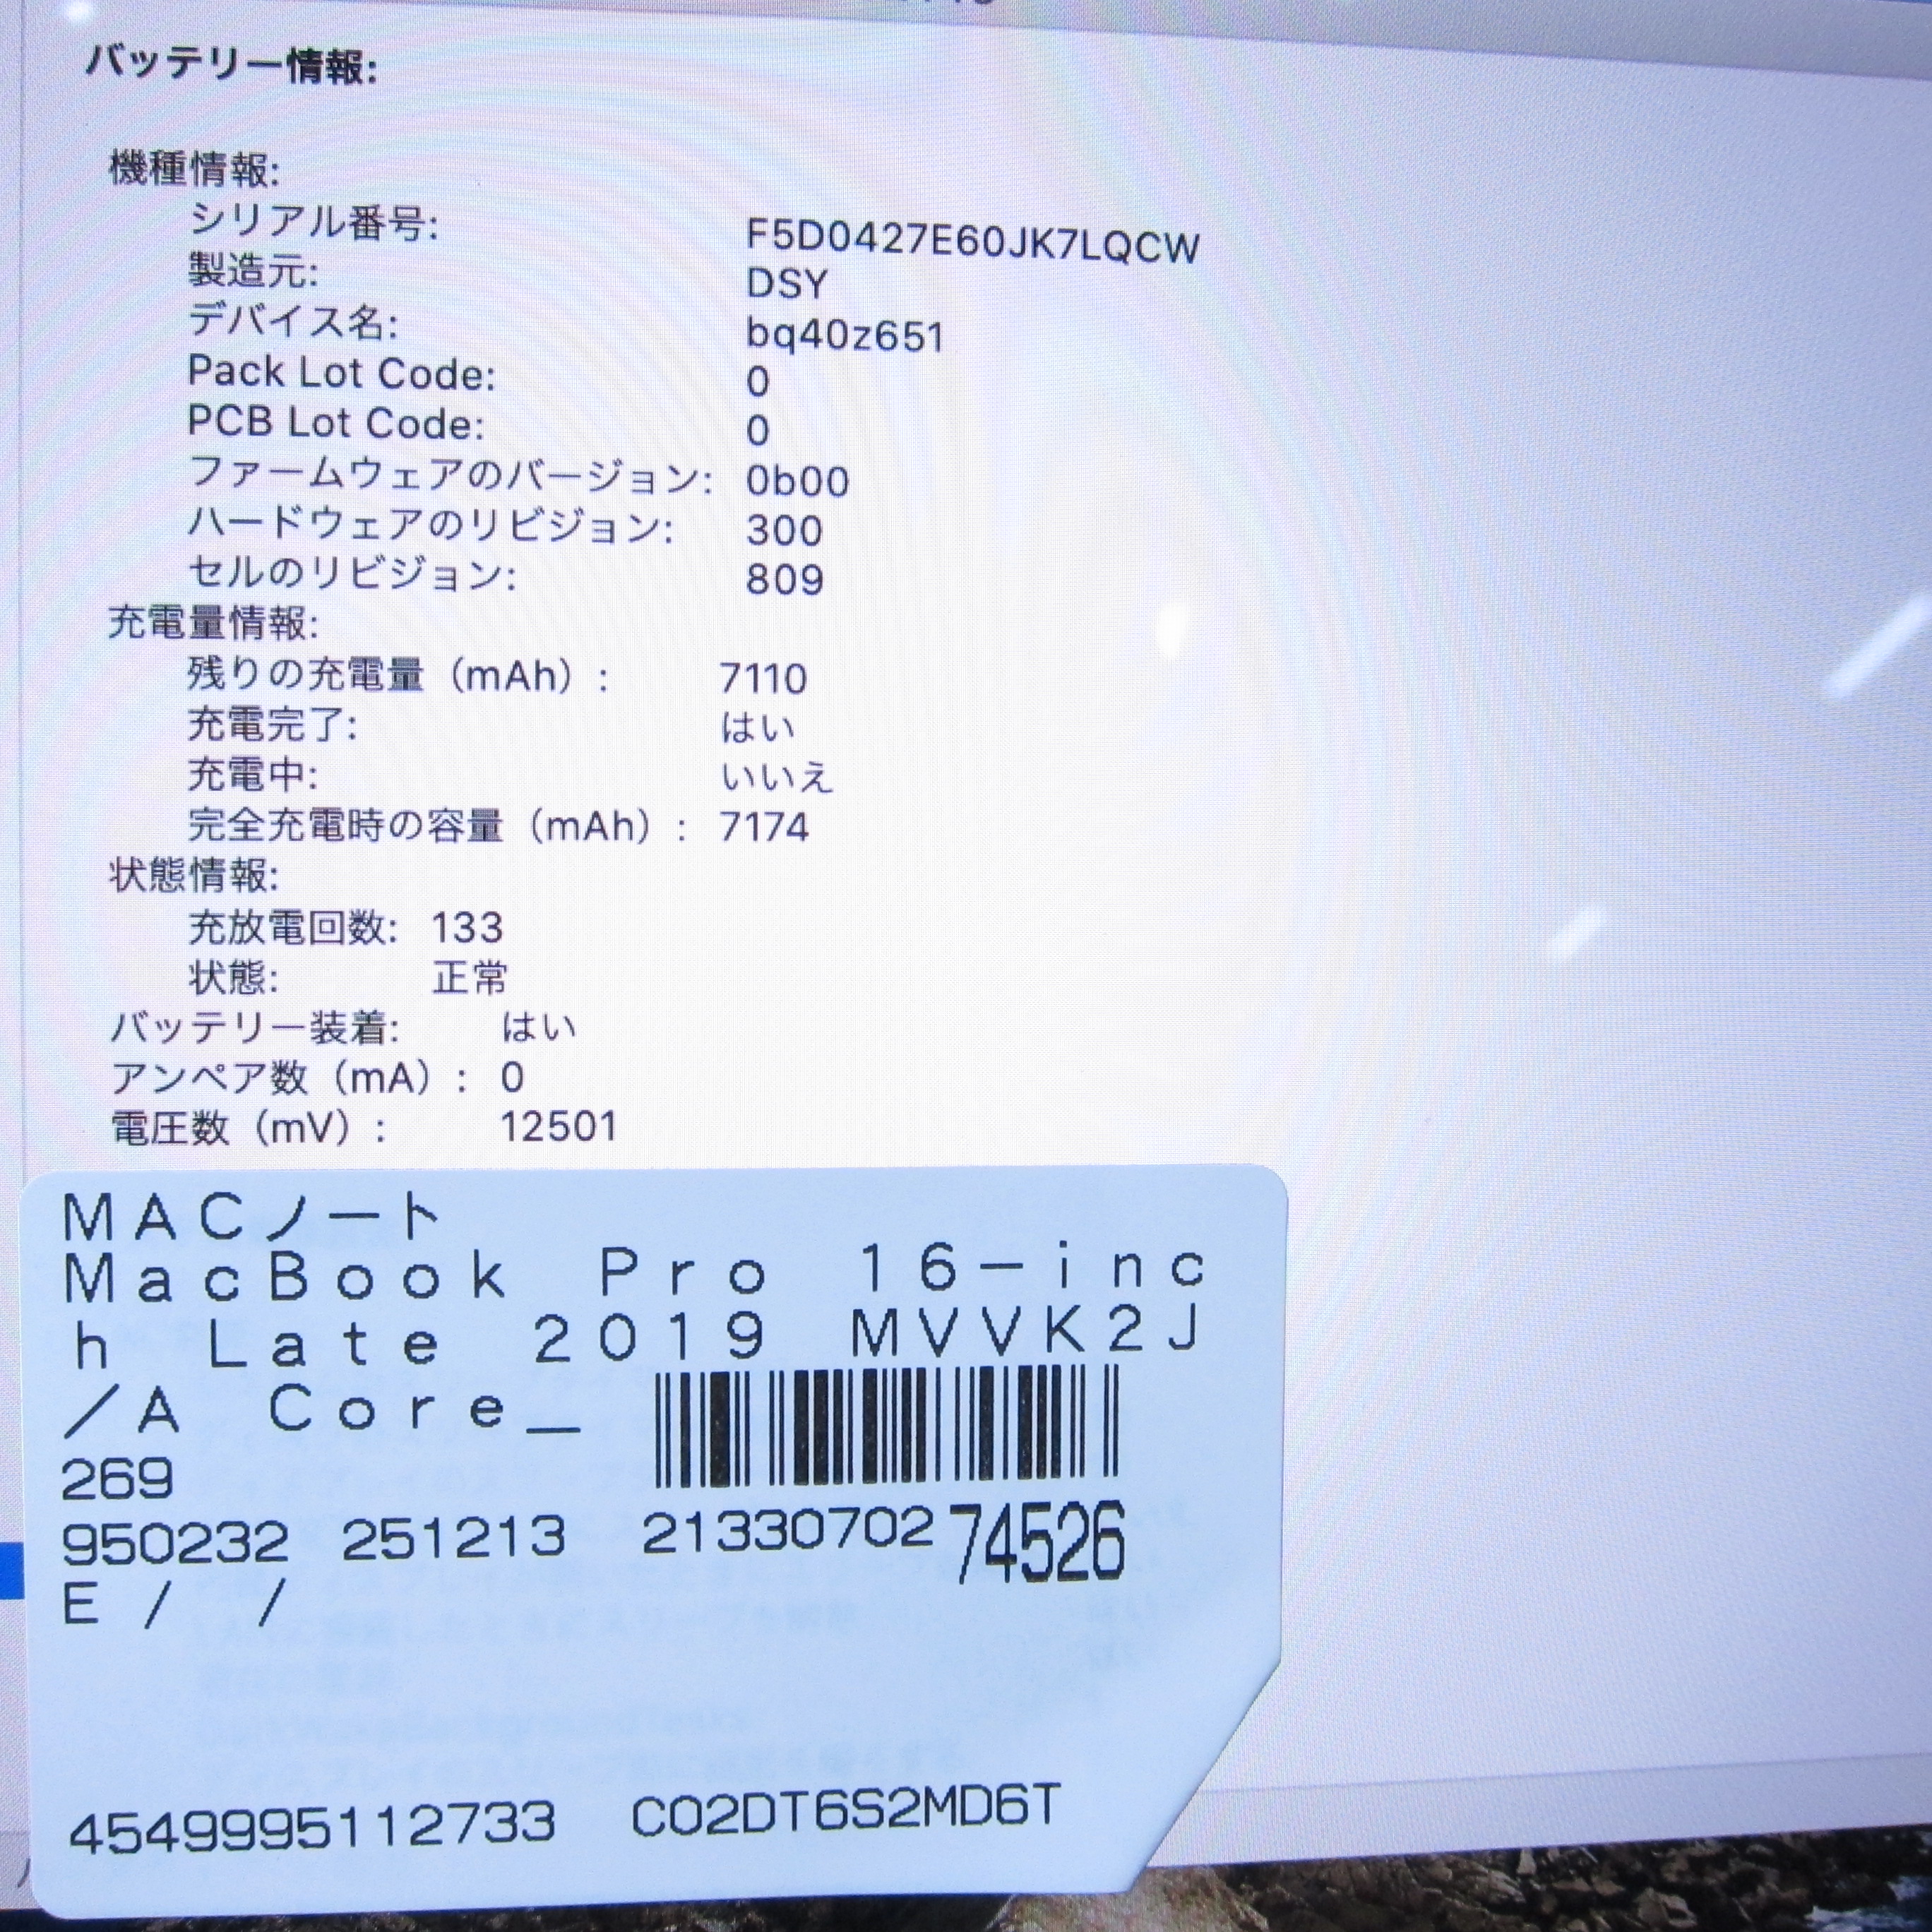 バッテリー情報:
機種情報:
シリアル番号: F5D0427E60JK7LQCW
製造元: DSY
デバイス名: bq40z651
Pack Lot Code: 0
PCB Lot Code: 0
ファームウェアのバージョン: 0b00
ハードウェアのリビジョン: 300
セルのリビジョン: 809
充電量情報:
残りの充電量（mAh）: 7110
充電完了: はい
充電中: いいえ
完全充電時の容量（mAh）: 7174
状態情報:
充放電回数: 133
状態: 正常
バッテリー装着: はい
アンペア数（mA）: 0
電圧数（mV）: 12501
MACノート
MacBook Pro 16-inc
h Late 2019 MVVK2J
/A Core_
269
950232 251213 21330702 74526
E / /
4549995112733 C02DT6S2MD6T